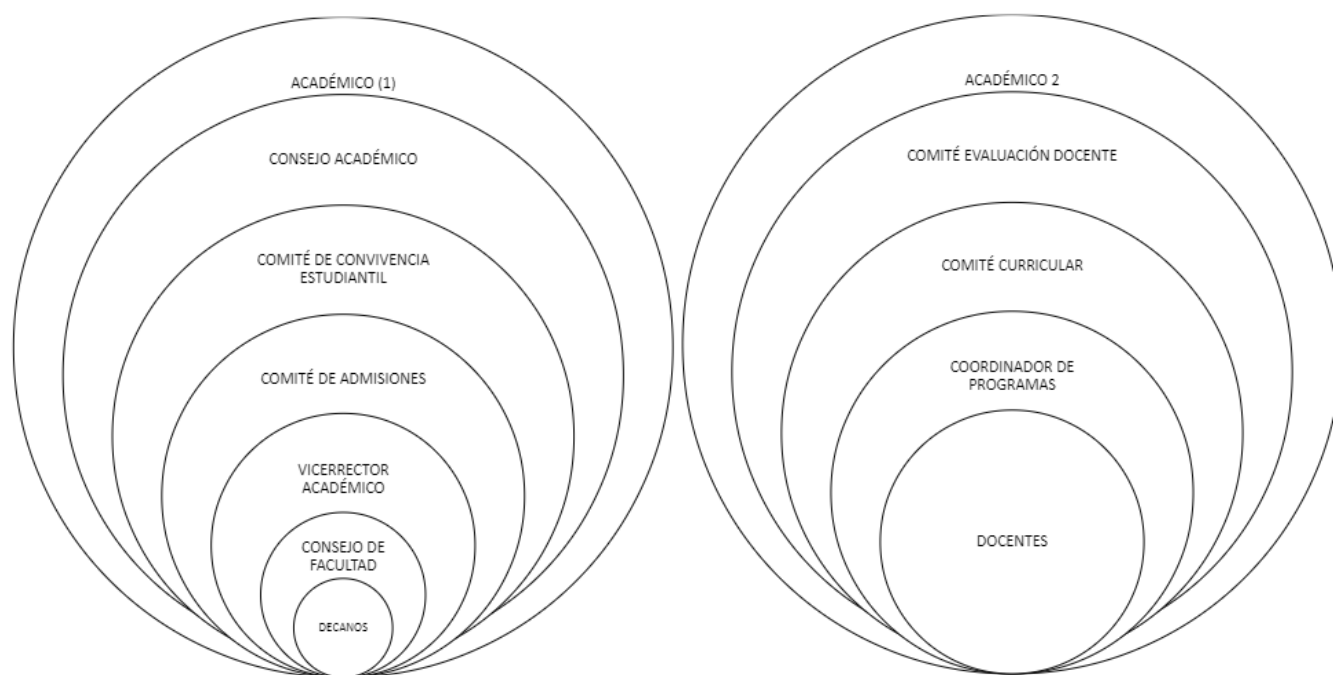 ACADÉMICO (1)
CONSEJO ACADÉMICO
COMITÉ DE CONVIVENCIA
ESTUDIANTIL
COMITÉ DE ADMISIONES
VICERRECTOR
ACADÉMICO
CONSEJO DE
FACULTAD
DECANOS
ACADÉMICO 2
COMITÉ EVALUACIÓN DOCENTE
COMITÉ CURRICULAR
COORDINADOR DE
PROGRAMAS
DOCENTES